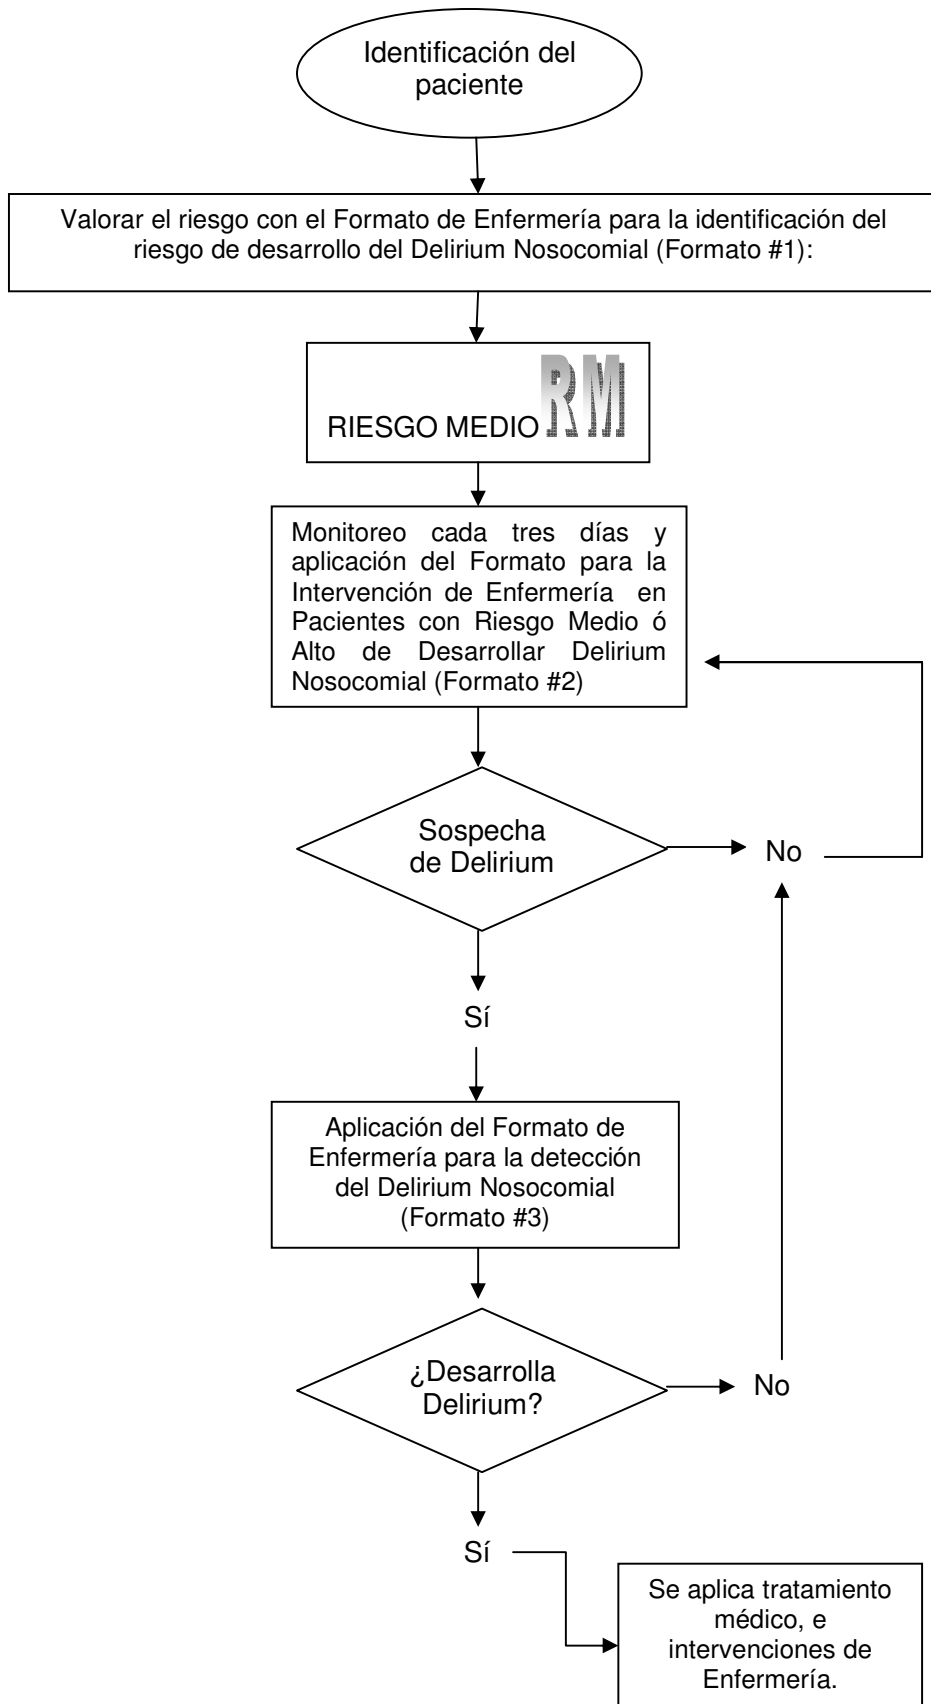 Identificación del
paciente
Valorar el riesgo con el Formato de Enfermería para la identificación del
riesgo de desarrollo del Delirium Nosocomial (Formato #1):
RIESGO MEDIO RM
Monitoreo cada tres días y
aplicación del Formato para la
Intervención de Enfermería en
Pacientes con Riesgo Medio ó
Alto de Desarrollar Delirium
Nosocomial (Formato #2)
Sospecha
de Delirium
No
Sí
Aplicación del Formato de
Enfermería para la detección
del Delirium Nosocomial
(Formato #3)
¿Desarrolla
Delirium?
No
Sí
Se aplica tratamiento
médico, e
intervenciones de
Enfermería.